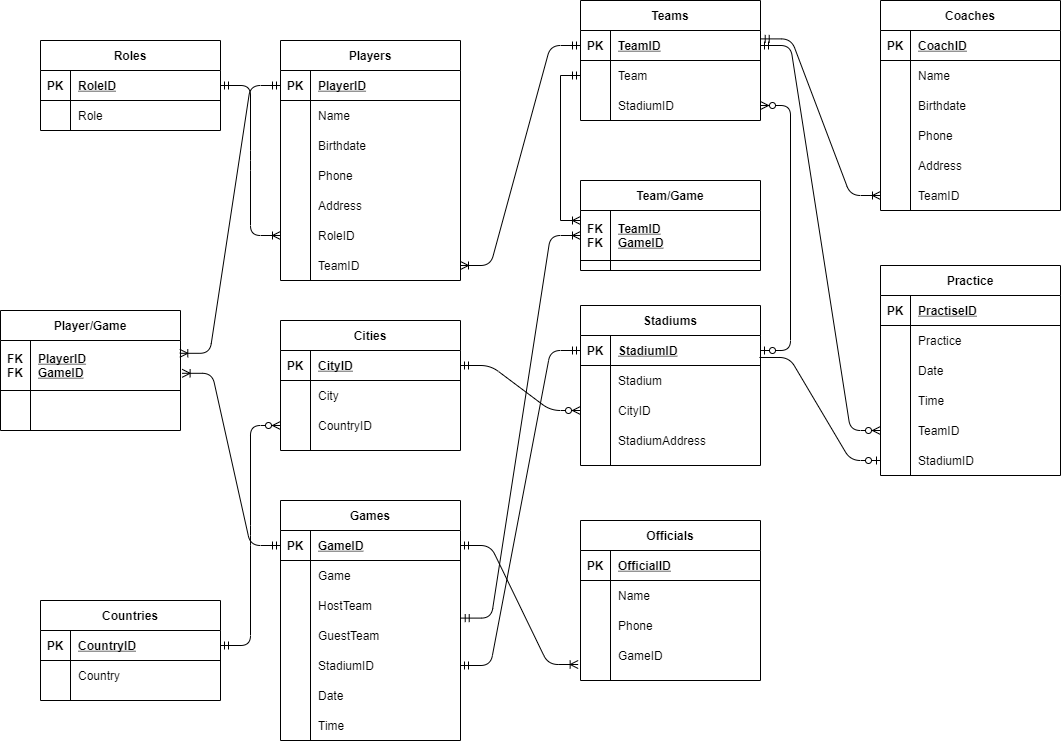 Roles
PK RoleID
Role
Players
PK PlayerID
Name
Birthdate
Phone
Address
RoleID
TeamID
Teams
PK TeamID
Team
StadiumID
Coaches
PK CoachID
Name
Birthdate
Phone
Address
TeamID
Team/Game
FK TeamID
FK GameID
Player/Game
FK PlayerID
FK GameID
Cities
PK CityID
City
CountryID
Stadiums
PK StadiumID
Stadium
CityID
StadiumAddress
Practice
PK PractiseID
Practice
Date
Time
TeamID
StadiumID
Games
PK GameID
Game
HostTeam
GuestTeam
StadiumID
Date
Time
Officials
PK OfficialID
Name
Phone
GameID
Countries
PK CountryID
Country